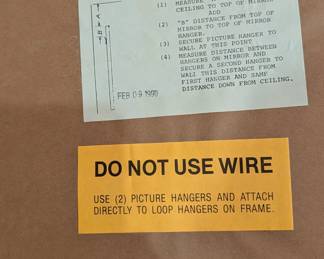 (1) MEASURE
CEILING TO TOP OF MIRROR
ADD
(2) "B" DISTANCE FROM TOP OF
MIRROR TO TOP OF MIRROR
HANGER.
(3) SECURE PICTURE HANGER TO
WALL AT THIS POINT
(4) MEASURE DISTANCE BETWEEN
HANGERS ON MIRROR AND
SECURE A SECOND HANGER TO
WALL THIS DISTANCE FROM
FIRST HANGER AND SAME
DISTANCE DOWN FROM CEILING.
B
A
FEB 09 1998
DO NOT USE WIRE
USE (2) PICTURE HANGERS AND ATTACH
DIRECTLY TO LOOP HANGERS ON FRAME.